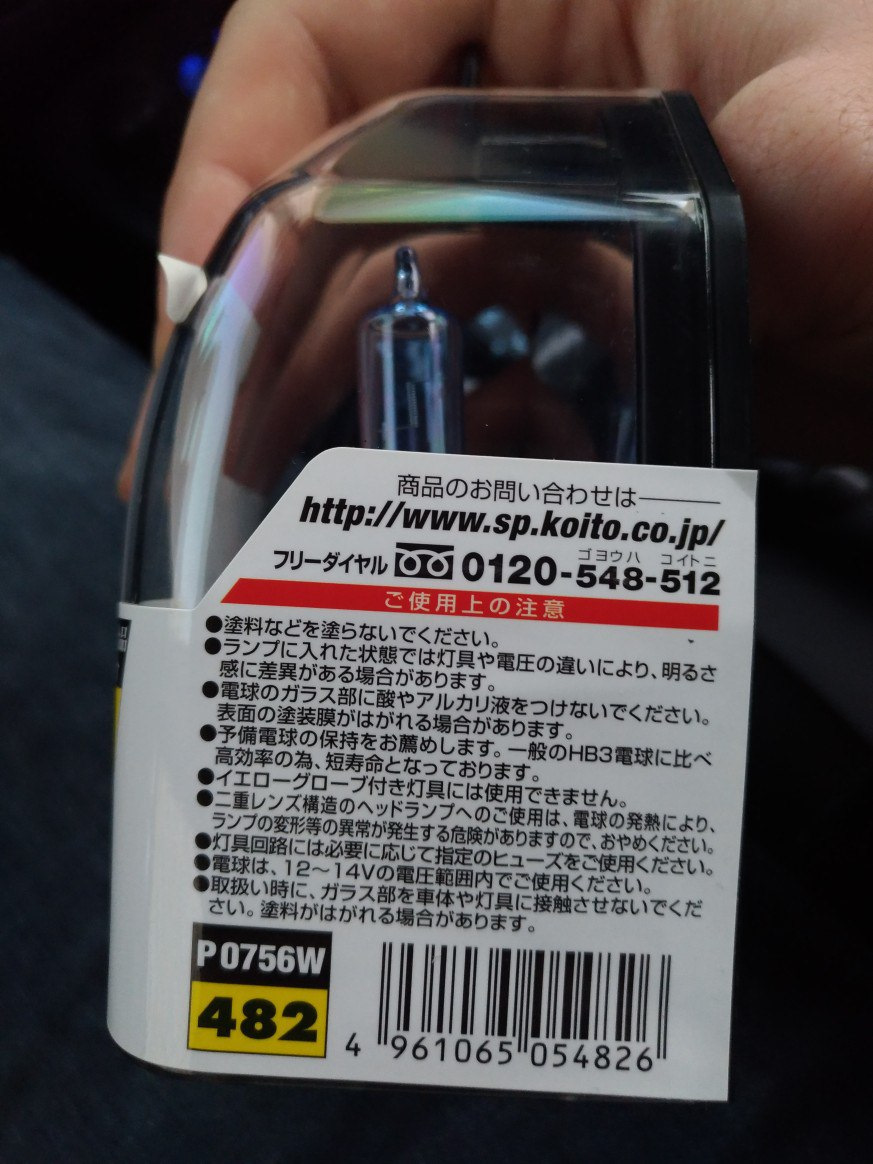 商品のお問い合わせは
http://www.sp.koito.co.jp/
ゴヨウハ コイトニ
フリーダイヤル 0120-548-512
ご使用上の注意
●塗料などを塗らないでください。
●ランプに入れた状態では灯具や電圧の違いにより、明るさ
感に差異がある場合があります。
●電球のガラス部に酸やアルカリ液をつけないでください。
表面の塗装膜がはがれる場合があります。
●予備電球の保持をお薦めします。一般のHB3電球に比べ
高効率の為、短寿命となっております。
●イエローグローブ付き灯具には使用できません。
●二重レンズ構造のヘッドランプへのご使用は、電球の発熱により、
ランプの変形等の異常が発生する危険がありますので、おやめください。
●灯具回路には必要に応じて指定のヒューズをご使用ください。
●電球は、12～14Vの電圧範囲内でご使用ください。
●取扱い時に、ガラス部を車体や灯具に接触させないでくだ
さい。塗料がはがれる場合があります。
P0756W
482
4 961065 054826